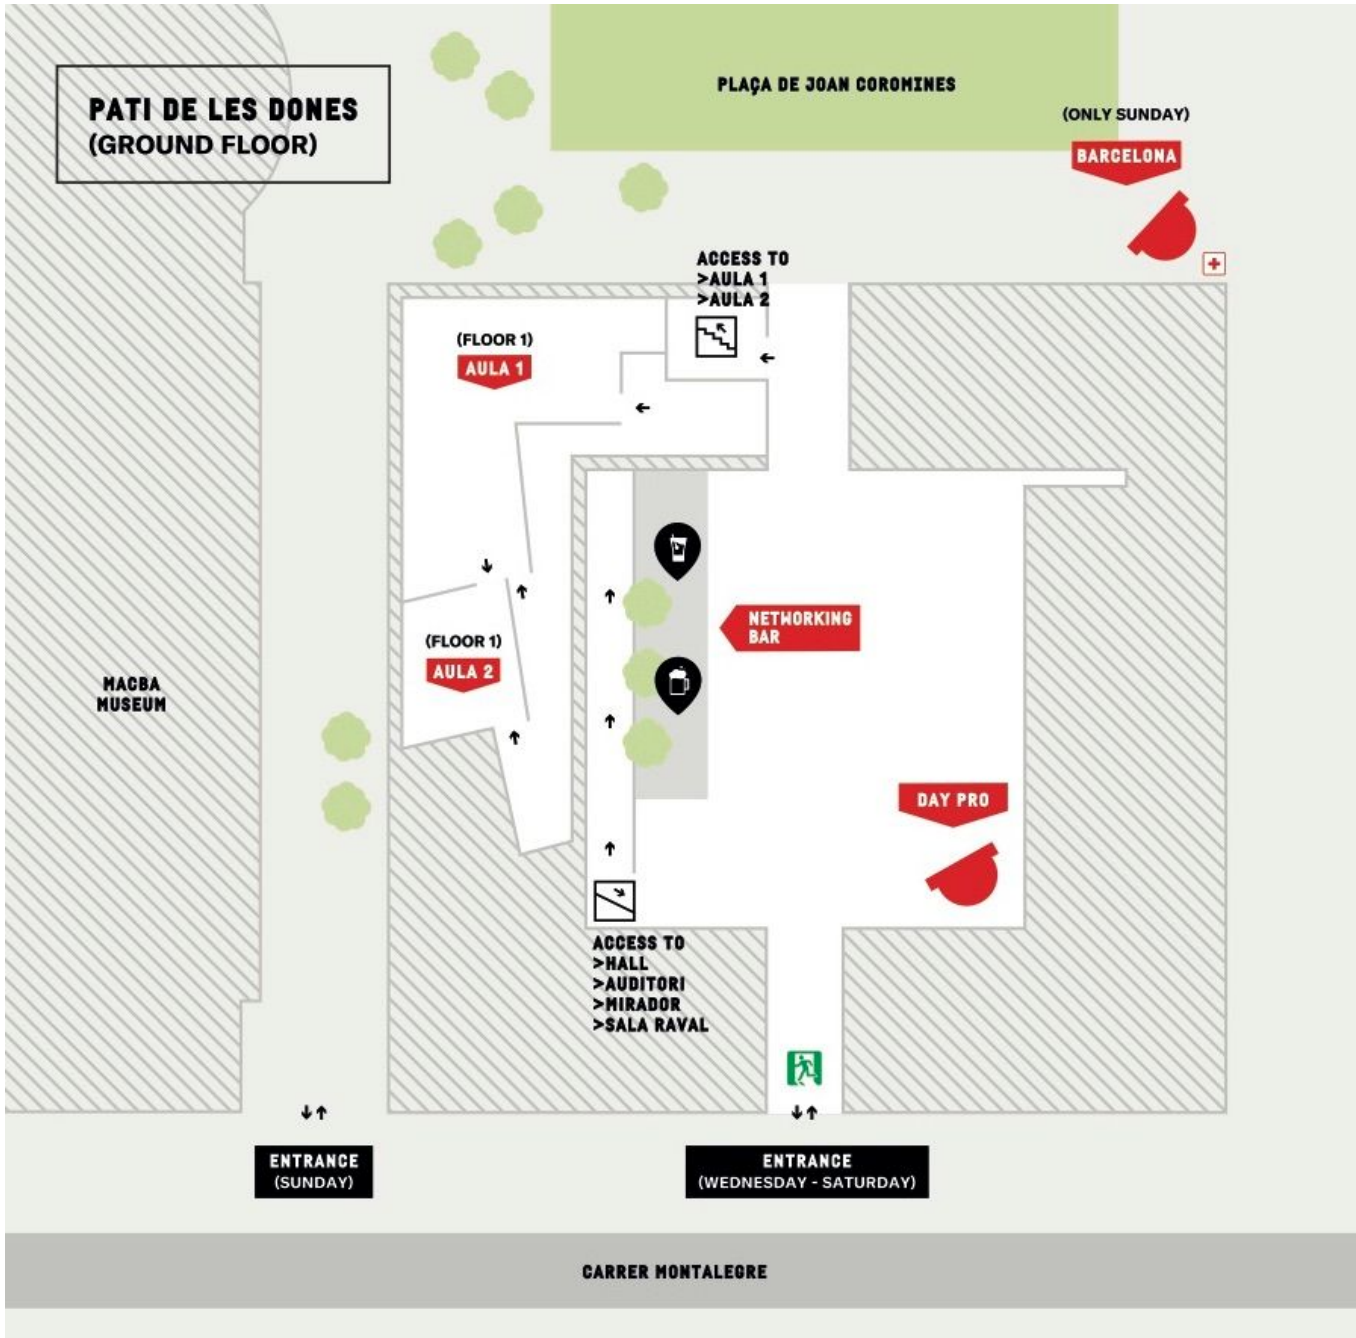 PATI DE LES DONES
(GROUND FLOOR)
PLAÇA DE JOAN COROMINES
(ONLY SUNDAY)
BARCELONA
ACCESS TO
>AULA 1
>AULA 2
(FLOOR 1)
AULA 1
NETWORKING
BAR
(FLOOR 1)
AULA 2
MACBA
MUSEUM
DAY PRO
ACCESS TO
>HALL
>AUDITORI
>MIRADOR
>SALA RAVAL
ENTRANCE
(SUNDAY)
ENTRANCE
(WEDNESDAY - SATURDAY)
CARRER MONTALEGRE